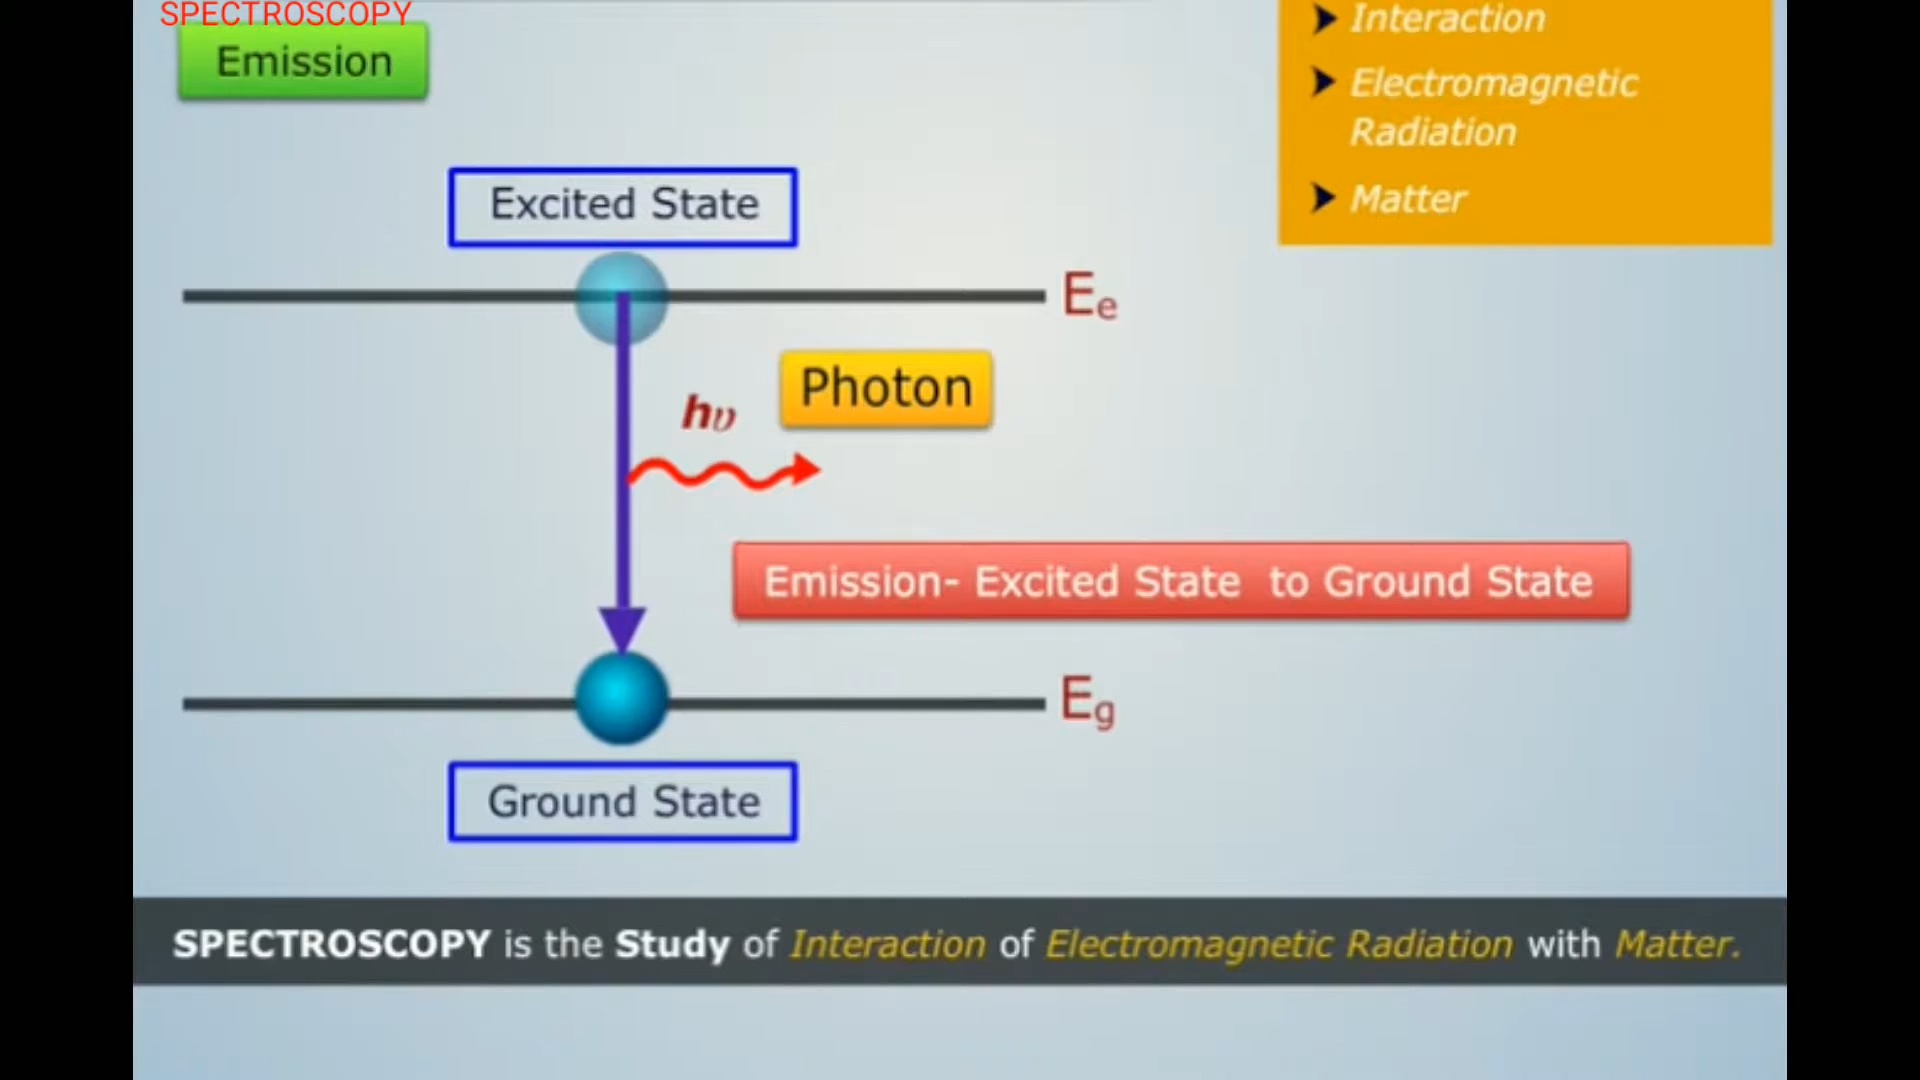 SPECTROSCOPY
Emission
Interaction
Electromagnetic
Radiation
Matter
Excited State
Ee
hυ
Photon
Emission- Excited State to Ground State
Eg
Ground State
SPECTROSCOPY is the Study of Interaction of Electromagnetic Radiation with Matter.